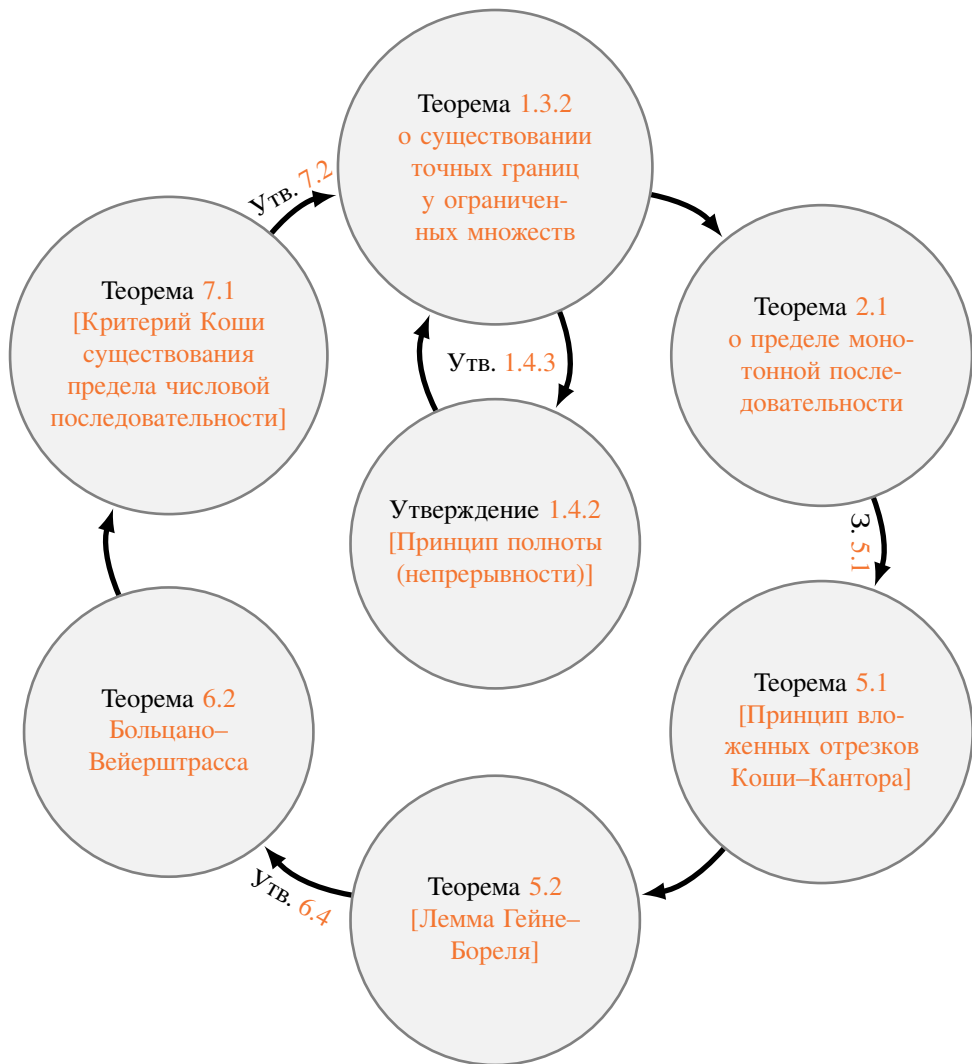 Теорема 1.3.2
о существовании
точных границ
у ограничен-
ных множеств
Утв. 7.2
Теорема 7.1
[Критерий Коши
существования
предела числовой
последовательности]
Теорема 2.1
о пределе моно-
тонной после-
довательности
Утв. 1.4.3
Утверждение 1.4.2
[Принцип полноты
(непрерывности)]
З. 5.1
Теорема 6.2
Больцано–
Вейерштрасса
Теорема 5.1
[Принцип вло-
женных отрезков
Коши–Кантора]
Утв. 6.4
Теорема 5.2
[Лемма Гейне–
Бореля]